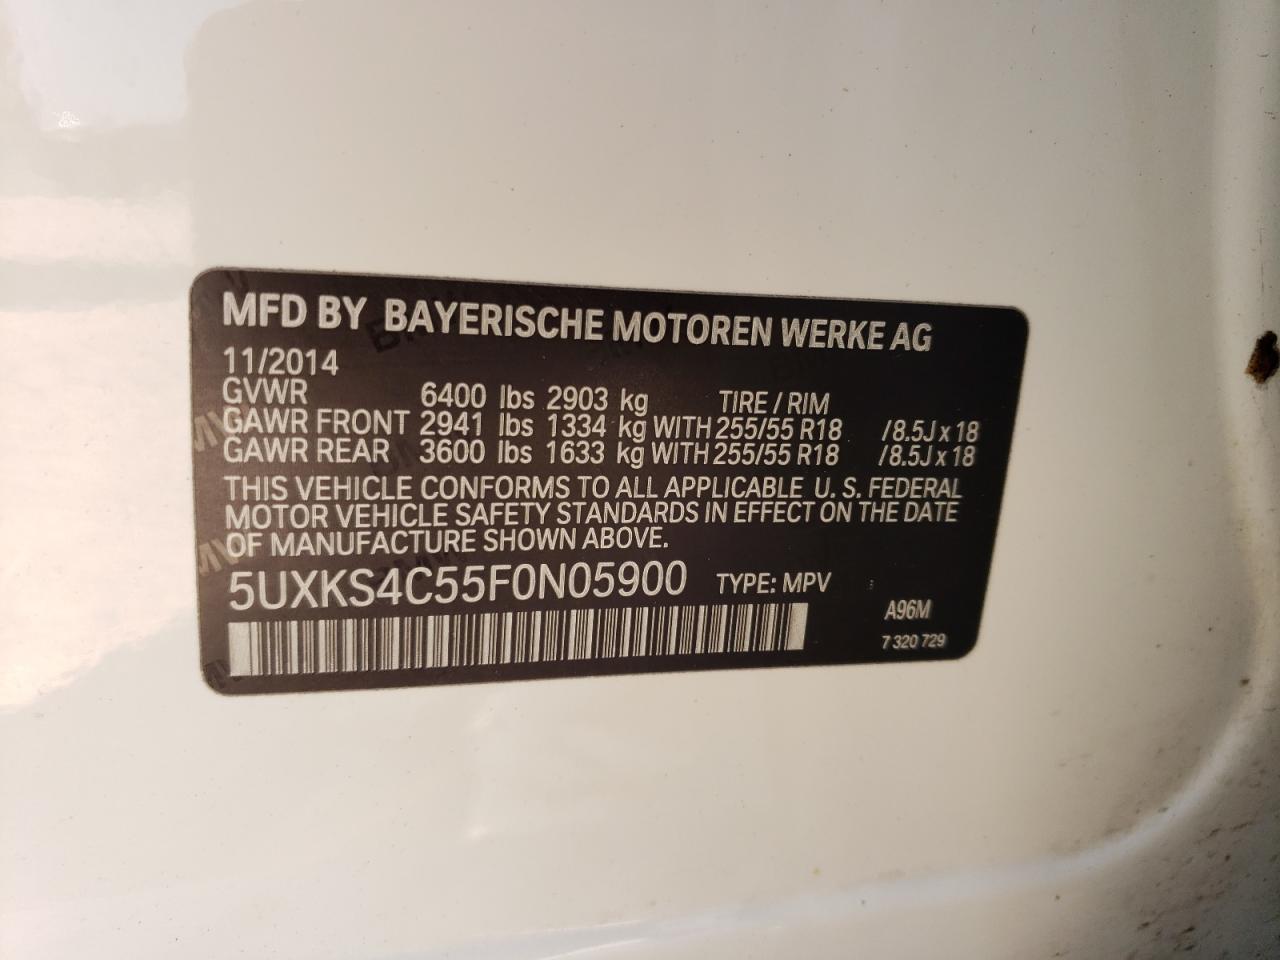 MFD BY BAYERISCHE MOTOREN WERKE AG
11/2014
GVWR 6400 lbs 2903 kg TIRE / RIM
GAWR FRONT 2941 lbs 1334 kg WITH 255/55 R18 /8.5J x 18
GAWR REAR 3600 lbs 1633 kg WITH 255/55 R18 /8.5J x 18
THIS VEHICLE CONFORMS TO ALL APPLICABLE U. S. FEDERAL
MOTOR VEHICLE SAFETY STANDARDS IN EFFECT ON THE DATE
OF MANUFACTURE SHOWN ABOVE.
5UXKS4C55F0N05900 TYPE: MPV
A96M
7 320 729